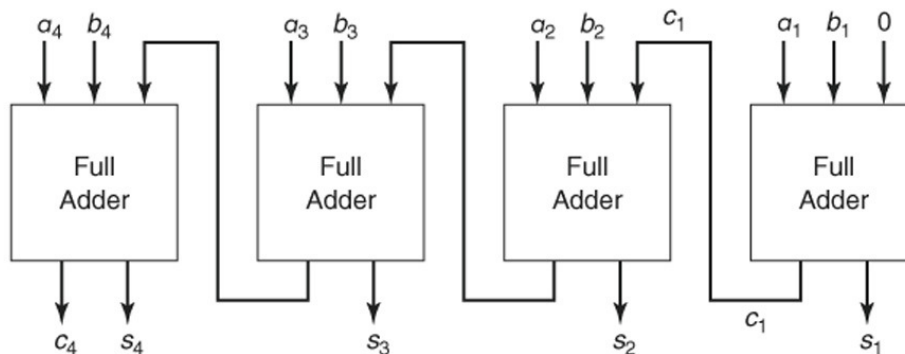 a₄ b₄ a₃ b₃ a₂ b₂ c₁ a₁ b₁ 0
Full Adder
Full Adder
Full Adder
Full Adder
c₁
c₄ s₄ s₃ s₂ s₁